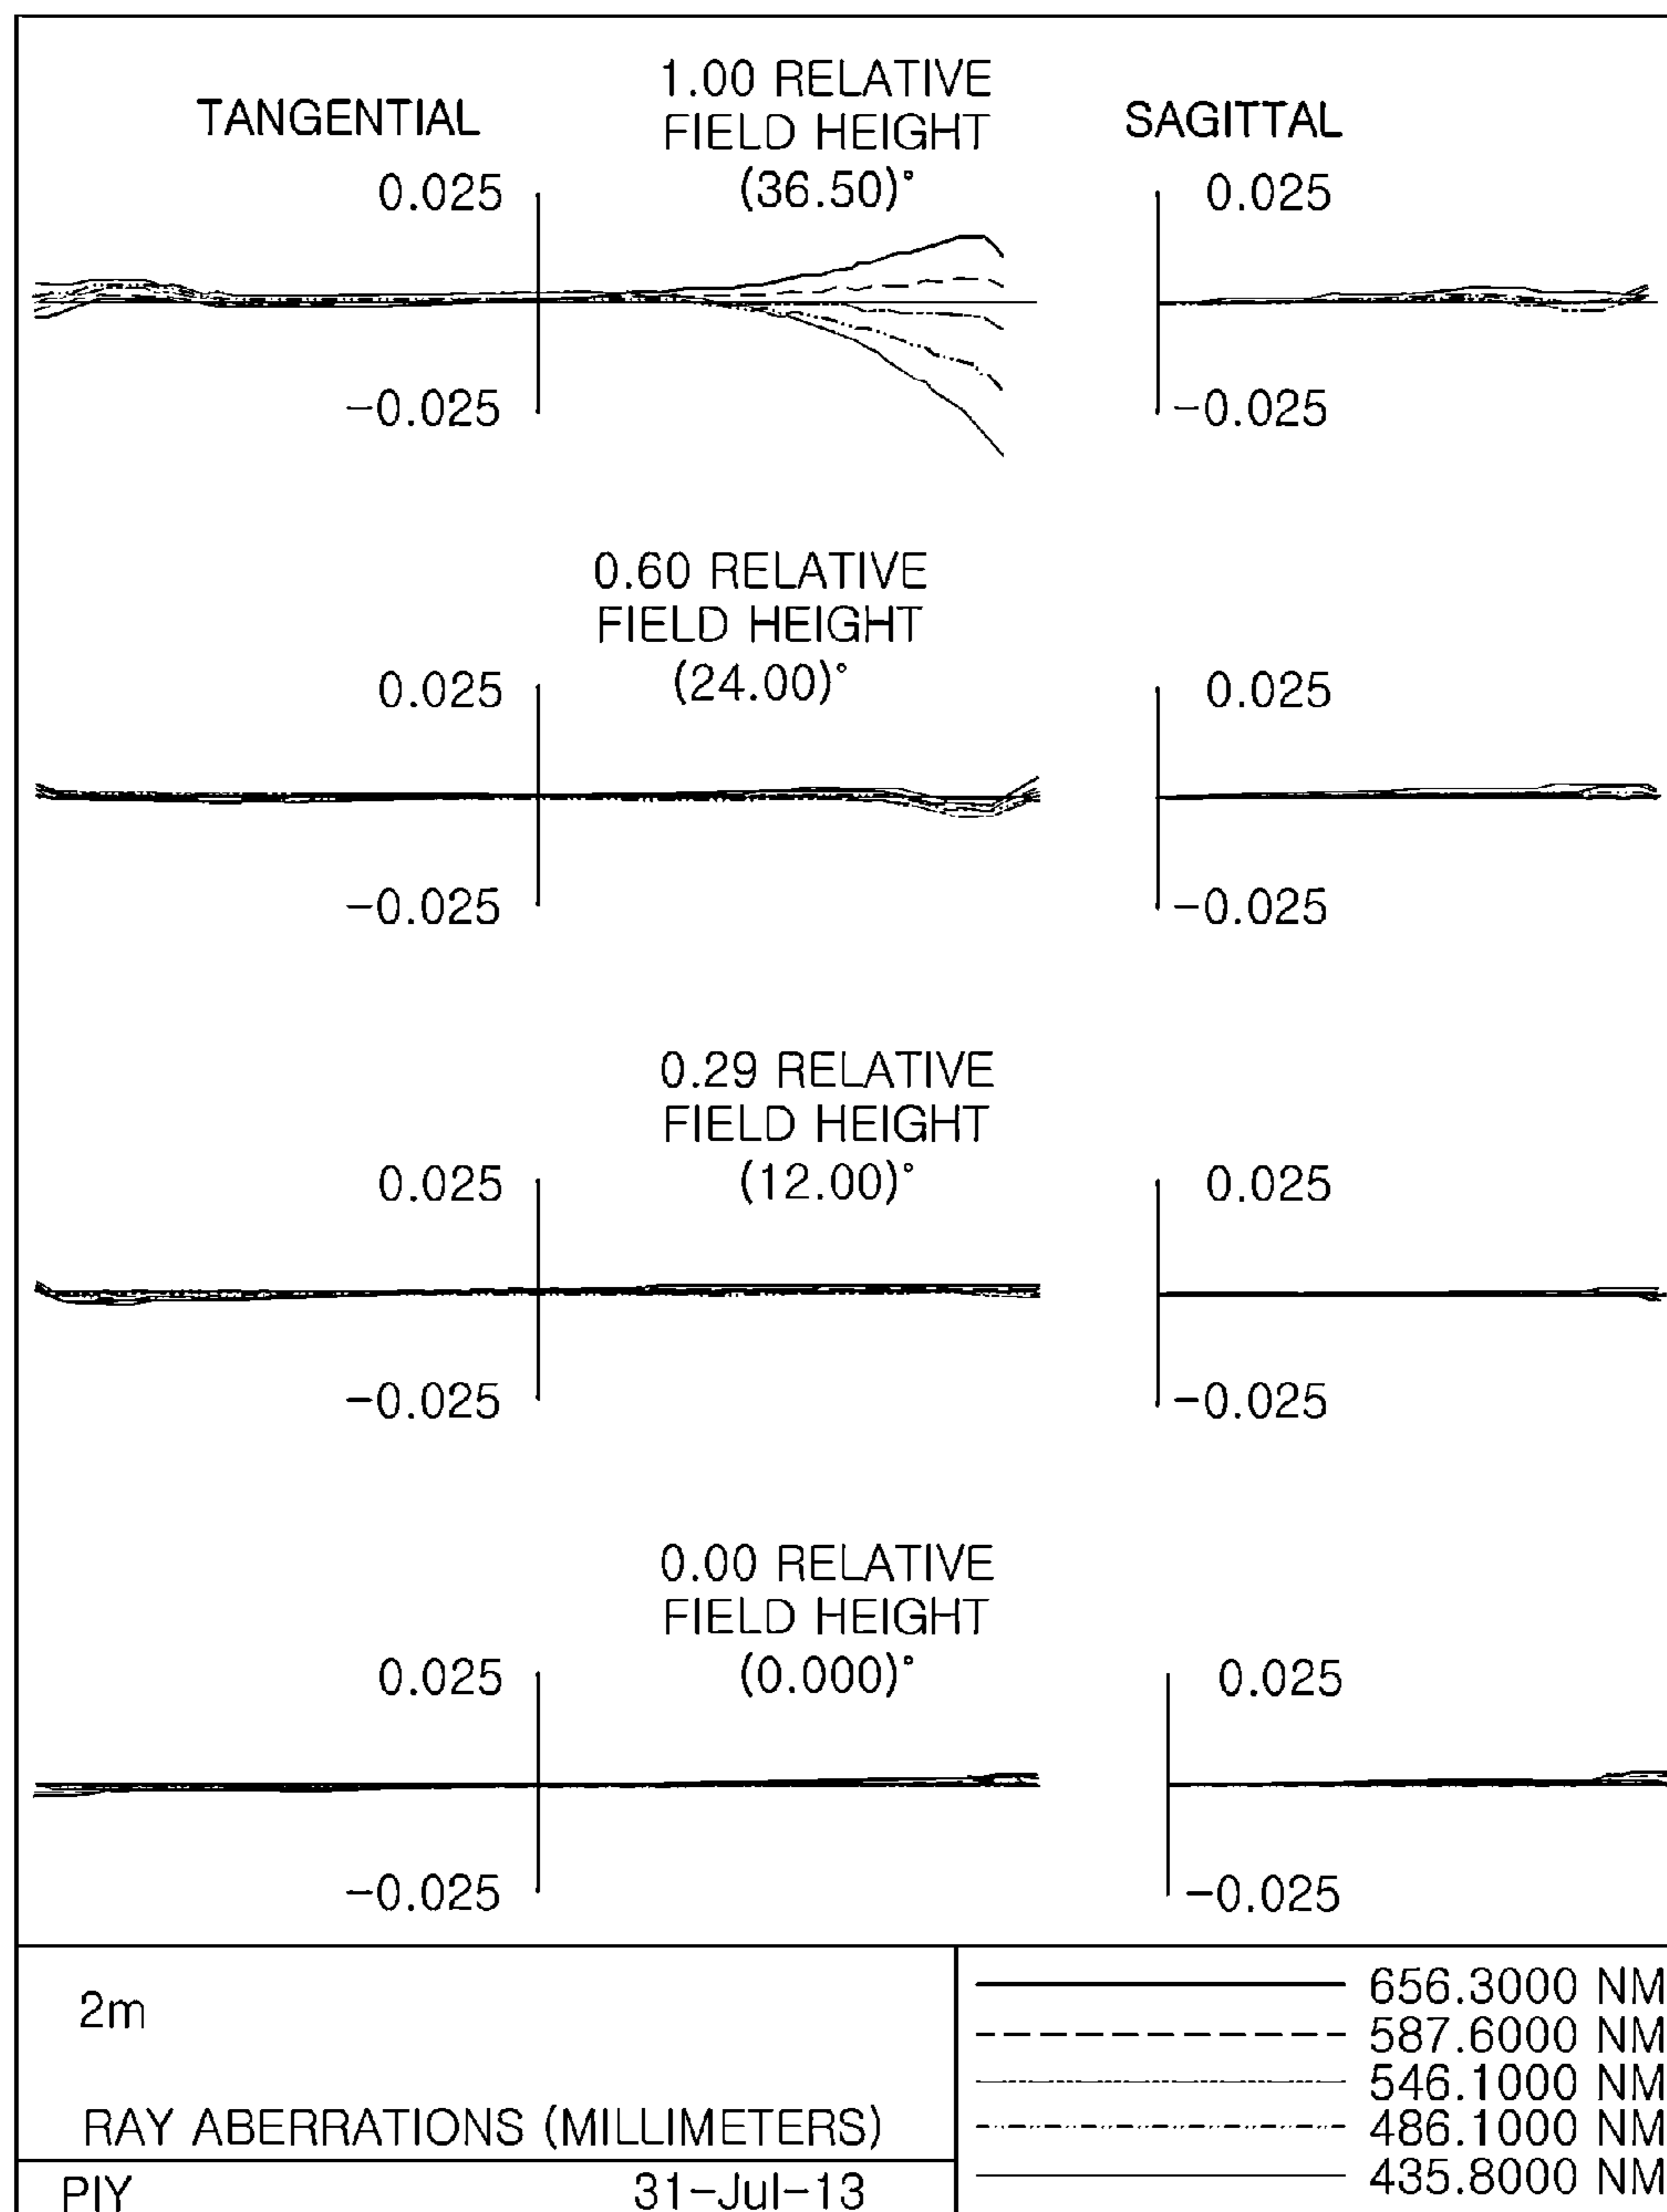 1.00 RELATIVE
FIELD HEIGHT
(36.50)°
TANGENTIAL
SAGITTAL
0.025
0.025
-0.025
-0.025
0.60 RELATIVE
FIELD HEIGHT
(24.00)°
0.025
0.025
-0.025
-0.025
0.29 RELATIVE
FIELD HEIGHT
(12.00)°
0.025
0.025
-0.025
-0.025
0.00 RELATIVE
FIELD HEIGHT
(0.000)°
0.025
0.025
-0.025
-0.025
2m
RAY ABERRATIONS (MILLIMETERS)
PIY 31-Jul-13
656.3000 NM
587.6000 NM
546.1000 NM
486.1000 NM
435.8000 NM